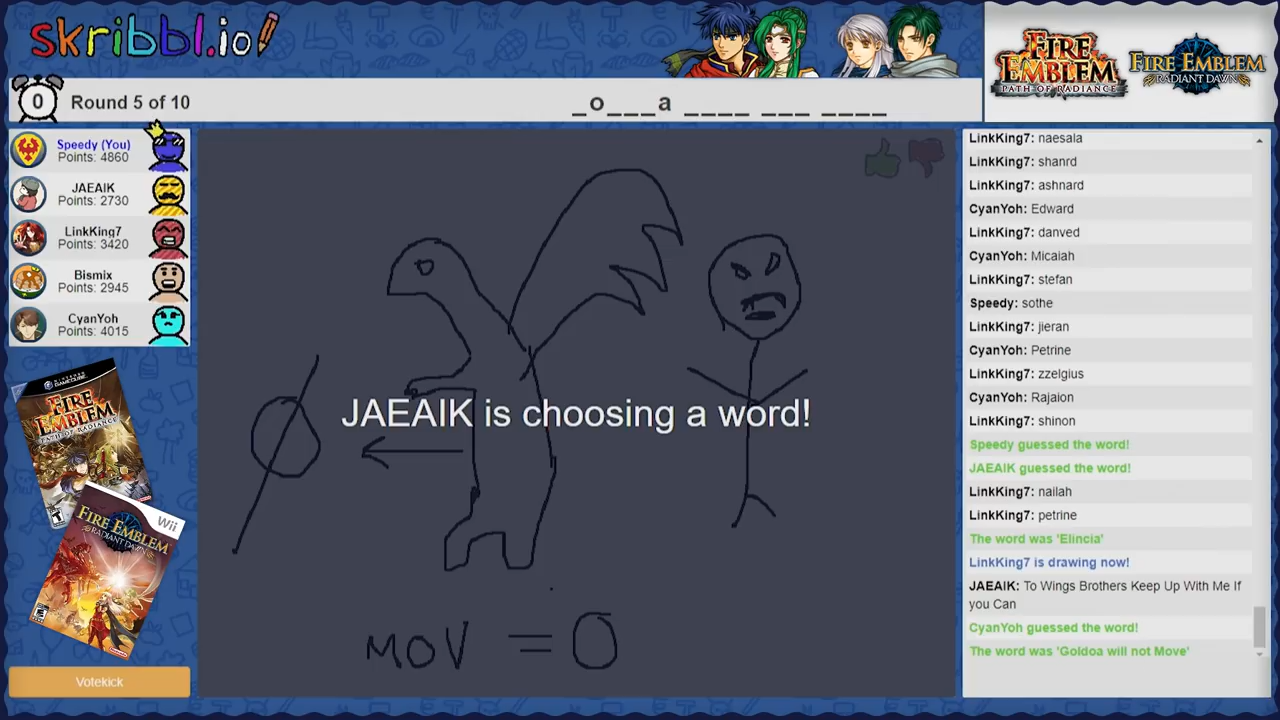 skribbl.io
FIRE EMBLEM
PATH OF RADIANCE
FIRE EMBLEM
RADIANT DAWN
0
Round 5 of 10
_o___a ____ ___ ____
Speedy (You)
Points: 4860
JAEAIK
Points: 2730
LinkKing7
Points: 3420
Bismix
Points: 2945
CyanYoh
Points: 4015
JAEAIK is choosing a word!
MOV = 0
NINTENDO GAMECUBE
FIRE EMBLEM
PATH OF RADIANCE
T
Wii
FIRE EMBLEM
RADIANT DAWN
Votekick
LinkKing7: naesala
LinkKing7: shanrd
LinkKing7: ashnard
CyanYoh: Edward
LinkKing7: danved
CyanYoh: Micaiah
LinkKing7: stefan
Speedy: sothe
LinkKing7: jieran
CyanYoh: Petrine
LinkKing7: zzelgius
CyanYoh: Rajaion
LinkKing7: shinon
Speedy guessed the word!
JAEAIK guessed the word!
LinkKing7: nailah
LinkKing7: petrine
The word was 'Elincia'
LinkKing7 is drawing now!
JAEAIK: To Wings Brothers Keep Up With Me If
you Can
CyanYoh guessed the word!
The word was 'Goldoa will not Move'